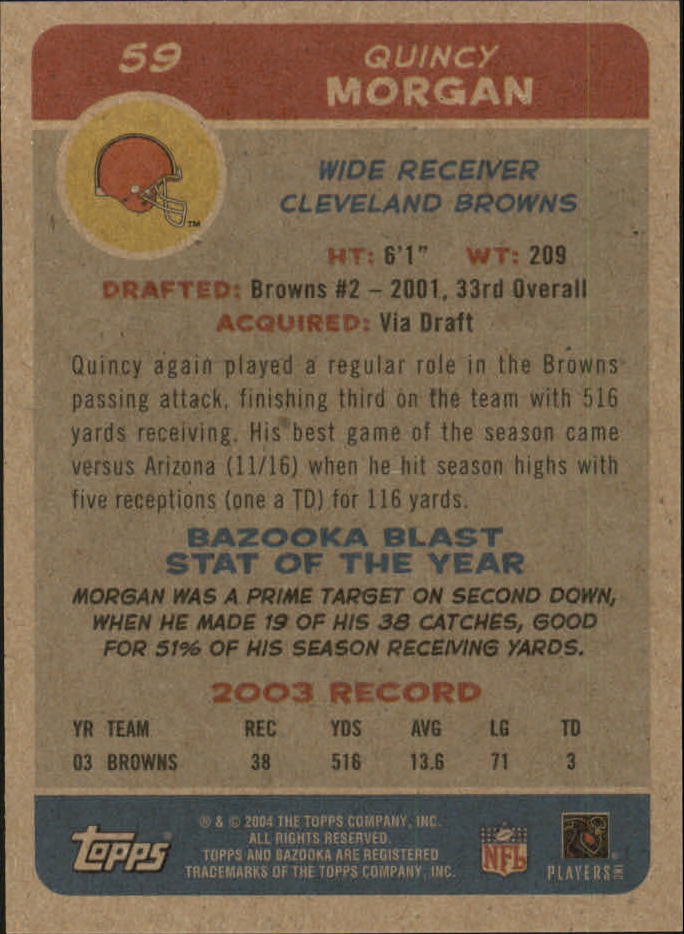 59
QUINCY
MORGAN
TM
WIDE RECEIVER
CLEVELAND BROWNS
HT: 6'1" WT: 209
DRAFTED: Browns #2 – 2001, 33rd Overall
ACQUIRED: Via Draft
Quincy again played a regular role in the Browns
passing attack, finishing third on the team with 516
yards receiving. His best game of the season came
versus Arizona (11/16) when he hit season highs with
five receptions (one a TD) for 116 yards.
BAZOOKA BLAST
STAT OF THE YEAR
MORGAN WAS A PRIME TARGET ON SECOND DOWN,
WHEN HE MADE 19 OF HIS 38 CATCHES, GOOD
FOR 51% OF HIS SEASON RECEIVING YARDS.
2003 RECORD
YR TEAM REC YDS AVG LG TD
03 BROWNS 38 516 13.6 71 3
Topps®
® & © 2004 THE TOPPS COMPANY, INC.
ALL RIGHTS RESERVED.
TOPPS AND BAZOOKA ARE REGISTERED
TRADEMARKS OF THE TOPPS COMPANY, INC.
NFL
PLAYERS INC